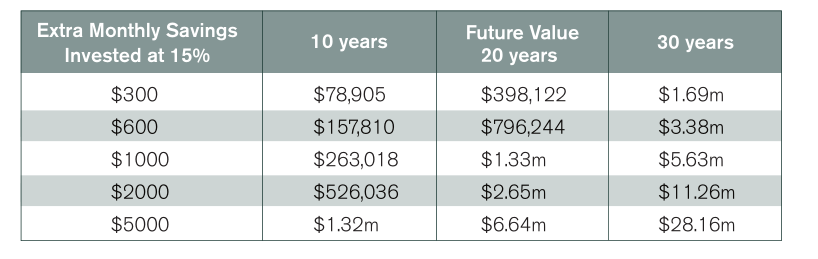 Extra Monthly Savings
Invested at 15%
10 years
Future Value
20 years
30 years
$300 $78,905 $398,122 $1.69m
$600 $157,810 $796,244 $3.38m
$1000 $263,018 $1.33m $5.63m
$2000 $526,036 $2.65m $11.26m
$5000 $1.32m $6.64m $28.16m